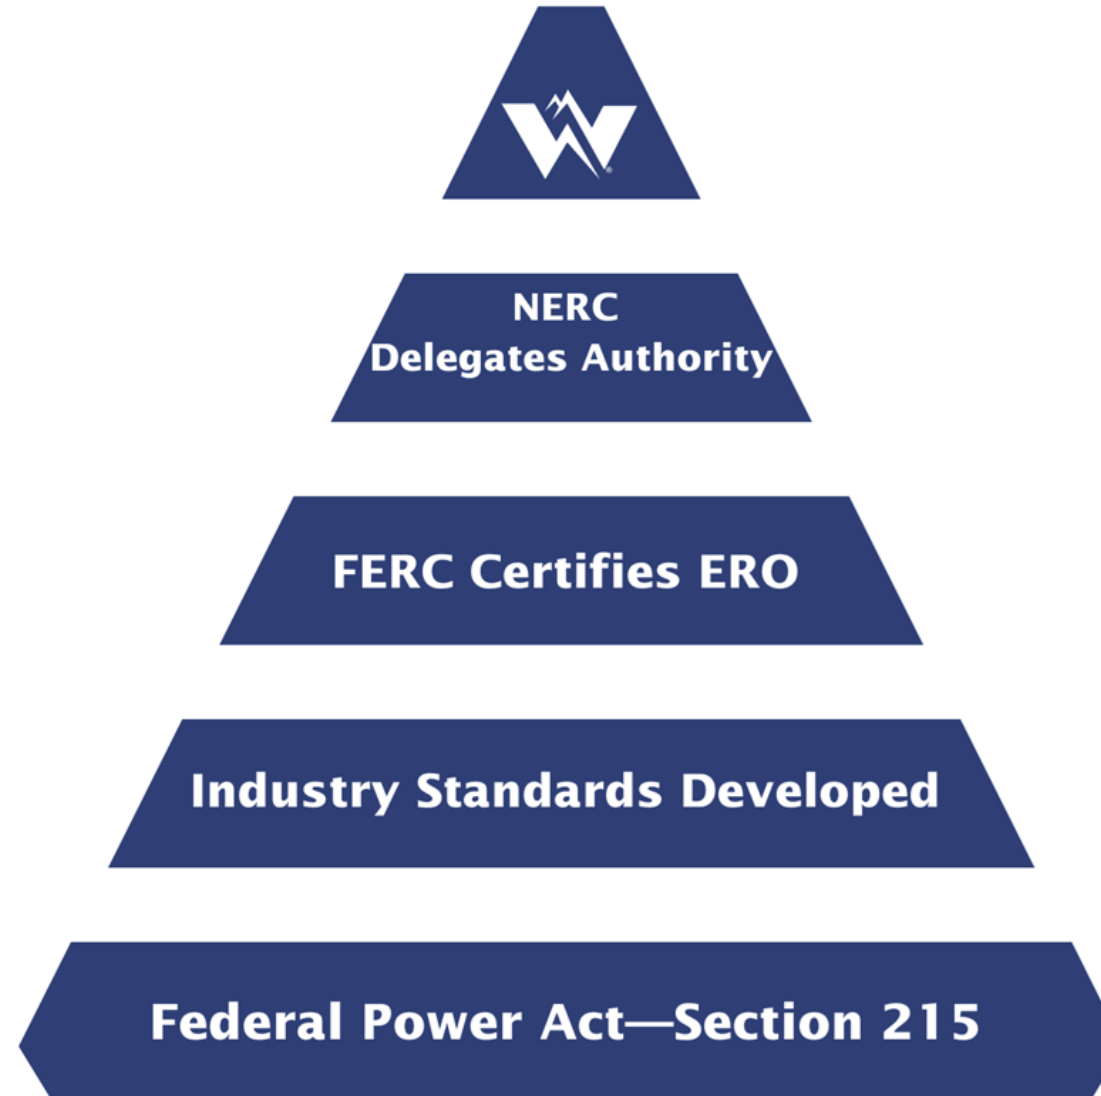 W
NERC
Delegates Authority
FERC Certifies ERO
Industry Standards Developed
Federal Power Act—Section 215